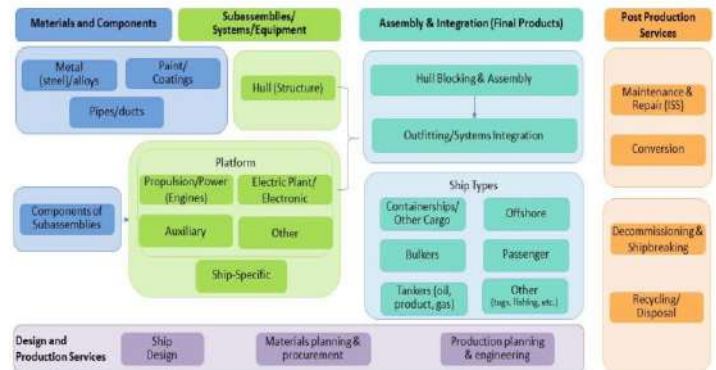 Materials and Components
Subassemblies/
Systems/Equipment
Assembly & Integration (Final Products)
Post Production
Services
Metal
(steel)/alloys
Paint/
Coatings
Pipes/ducts
Hull (Structure)
Hull Blocking & Assembly
Outfitting/Systems Integration
Maintenance &
Repair (ISS)
Conversion
Components of
Subassemblies
Platform
Propulsion/Power
(Engines)
Electric Plant/
Electronic
Auxiliary
Other
Ship-Specific
Ship Types
Containerships/
Other Cargo
Offshore
Bulkers
Passenger
Tankers (oil,
product, gas)
Other
(tugs, fishing, etc.)
Decommissioning &
Shipbreaking
Recycling/
Disposal
Design and
Production Services
Ship
Design
Materials planning &
procurement
Production planning
& engineering